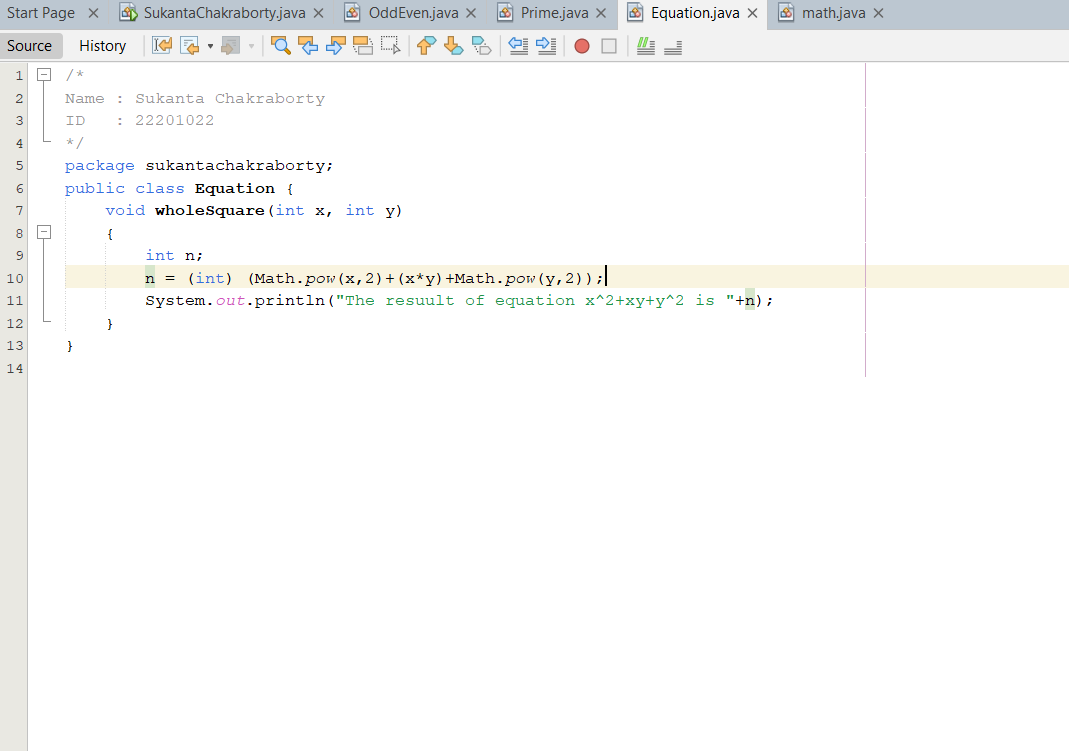 Start Page SukantaChakraborty.java OddEven.java Prime.java Equation.java math.java
Source History
1 /*
2 Name : Sukanta Chakraborty
3 ID   : 22201022
4 */
5 package sukantachakraborty;
6 public class Equation {
7     void wholeSquare(int x, int y)
8     {
9         int n;
10         n = (int) (Math.pow(x,2)+(x*y)+Math.pow(y,2));
11         System.out.println("The resuult of equation x^2+xy+y^2 is "+n);
12     }
13 }
14